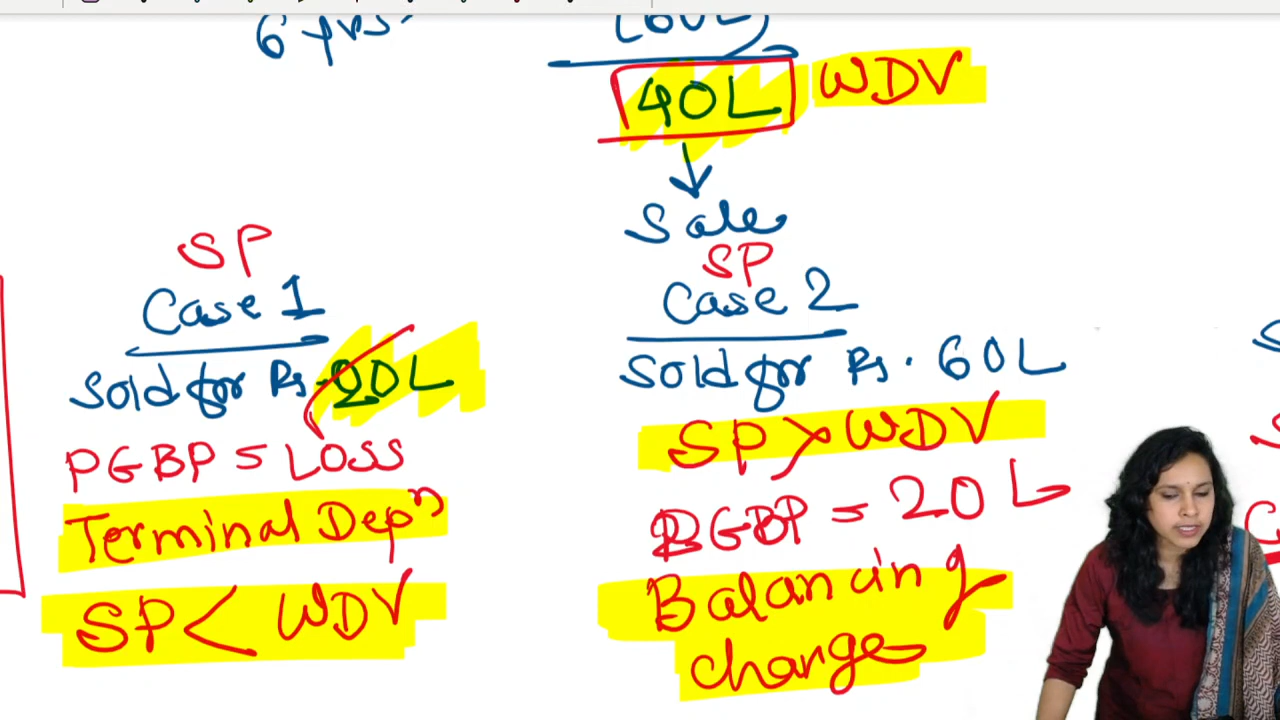 6 yrs
(60L)
40L WDV
Sale
SP
Case 1
Sold for Rs. 20L
PGBP = LOSS
Terminal Depn
SP < WDV
SP
Case 2
Sold for Rs. 60L
SP > WDV
PGBP = 20L
Balancing
charge